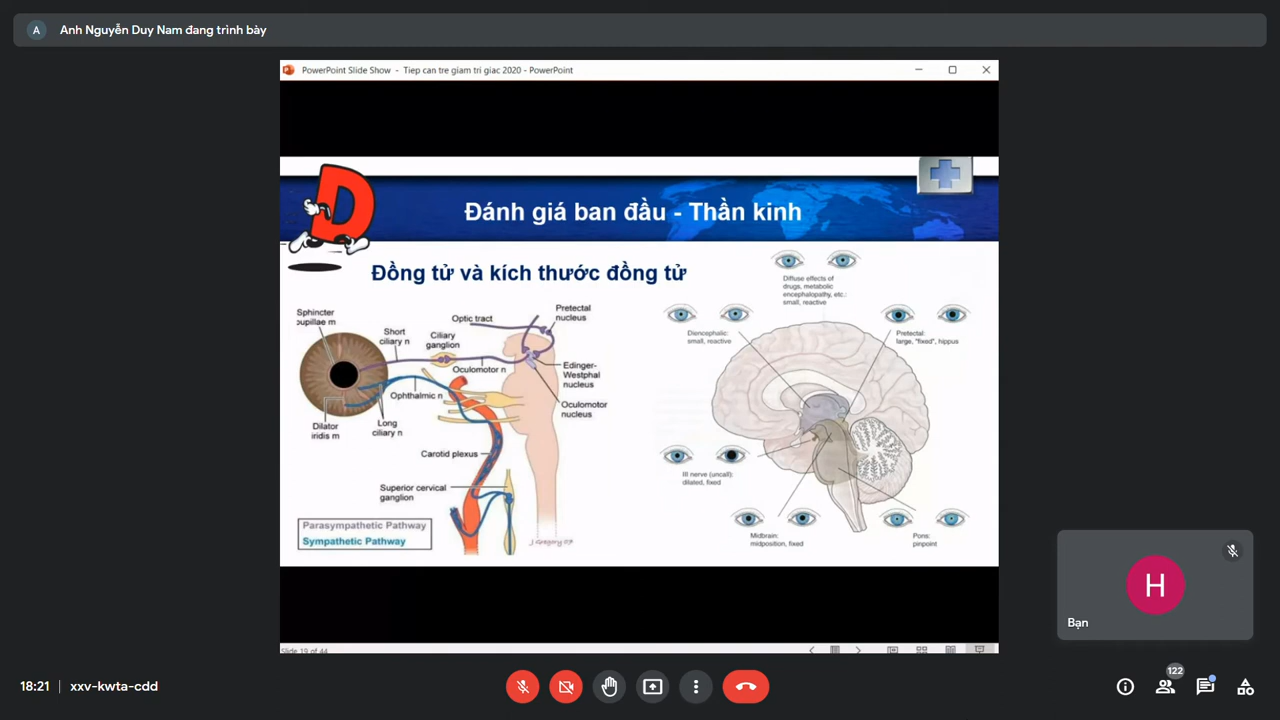 A
Anh Nguyễn Duy Nam đang trình bày
PowerPoint Slide Show - Tiep can tre giam tri giac 2020 - PowerPoint
D
Đánh giá ban đầu - Thần kinh
Đồng tử và kích thước đồng tử
Sphincter
pupillae m
Short
ciliary n
Optic tract
Ciliary
ganglion
Pretectal
nucleus
Oculomotor n
Edinger-
Westphal
nucleus
Ophthalmic n
Oculomotor
nucleus
Dilator
iridis m
Long
ciliary n
Carotid plexus
Superior cervical
ganglion
Parasympathetic Pathway
Sympathetic Pathway
J Gregory 09
Diffuse effects of
drugs, metabolic
encephalopathy, etc.:
small, reactive
Diencephalic:
small, reactive
Pretectal:
large, "fixed", hippus
III nerve (uncal):
dilated, fixed
Midbrain:
midposition, fixed
Pons:
pinpoint
Slide 19 of 44
H
Bạn
18:21
xxv-kwta-cdd
122